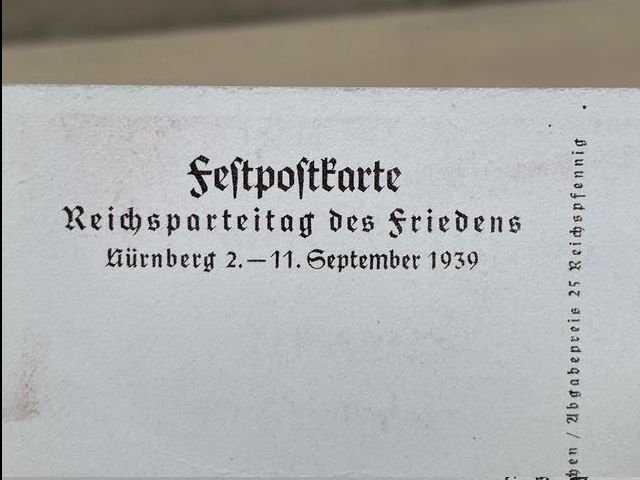 Feſtpoſtkarte
Reichsparteitag des Friedens
Nürnberg 2.—11. September 1939
/ Abgabepreis 25 Reichspfennig